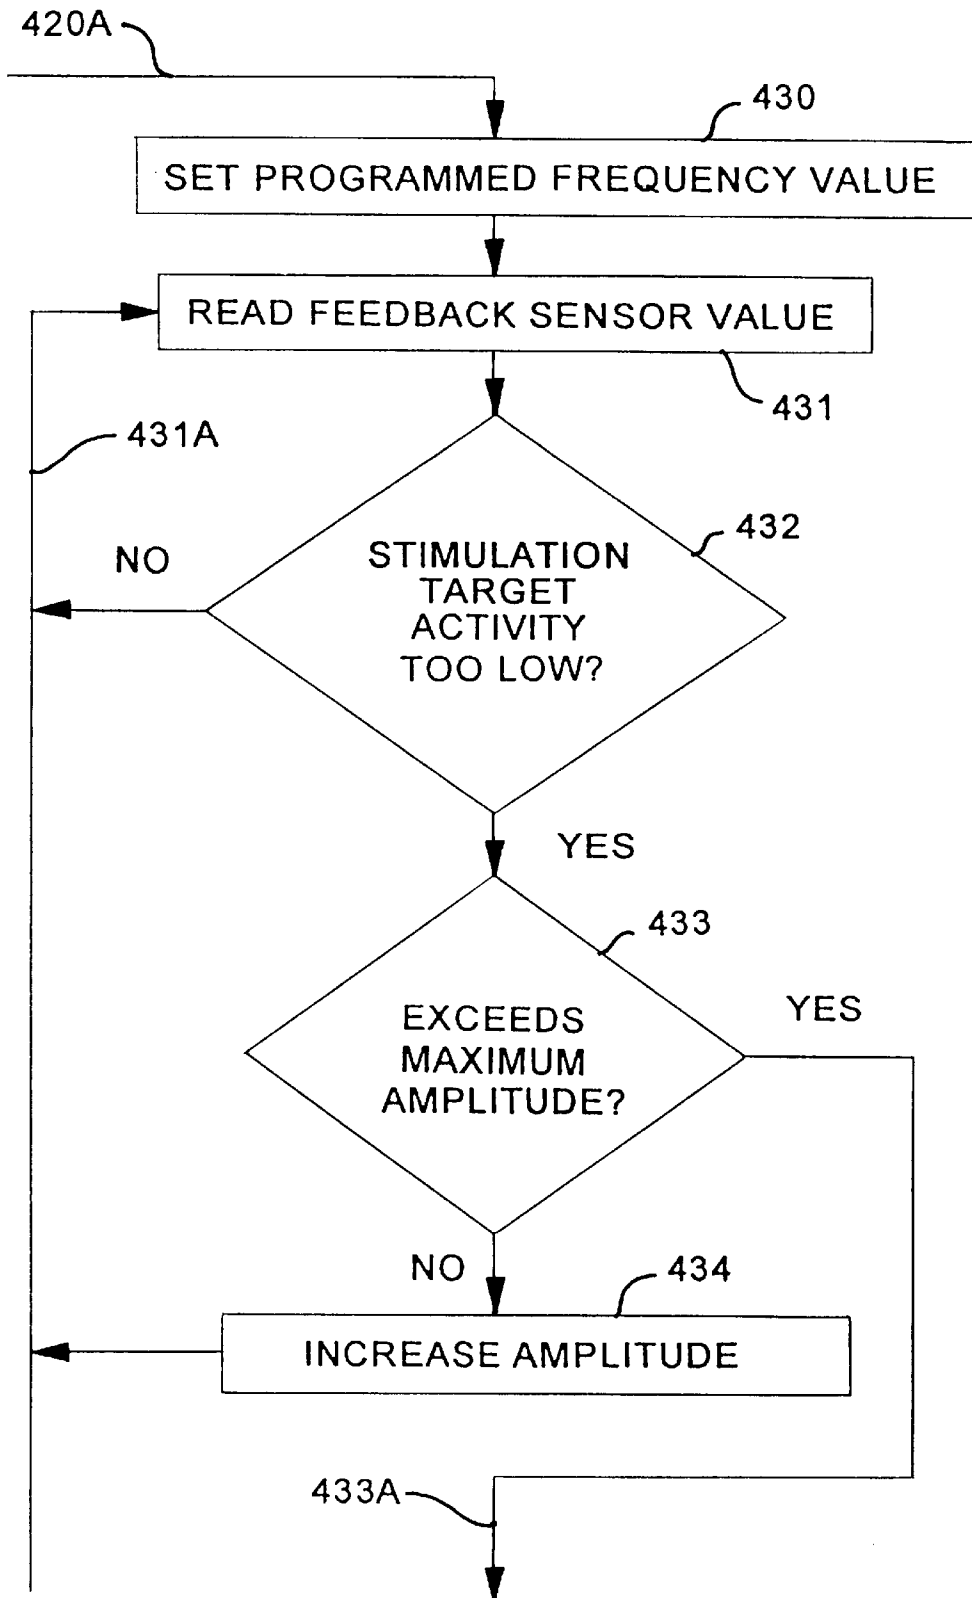 420A
430
SET PROGRAMMED FREQUENCY VALUE
READ FEEDBACK SENSOR VALUE
431
431A
432
NO
STIMULATION
TARGET
ACTIVITY
TOO LOW?
YES
433
YES
EXCEEDS
MAXIMUM
AMPLITUDE?
NO
434
INCREASE AMPLITUDE
433A